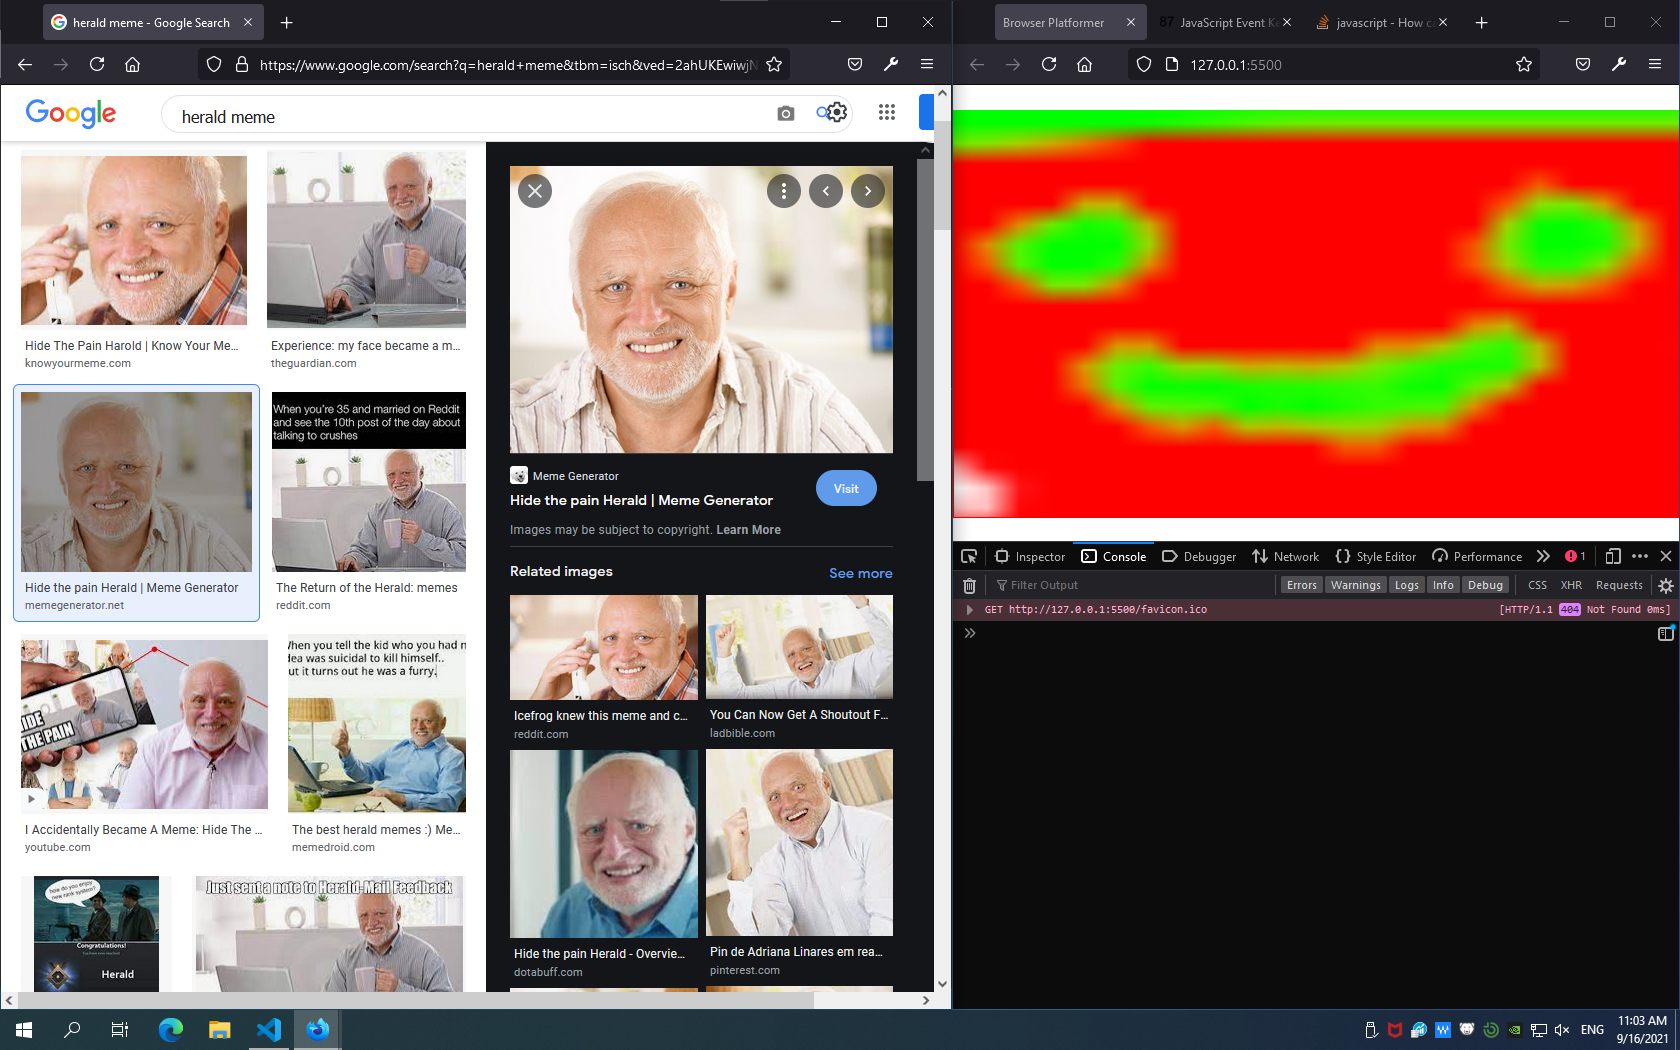 herald meme - Google Search
https://www.google.com/search?q=herald+meme&tbm=isch&ved=2ahUKEwiwjN
Google
herald meme
Hide The Pain Harold | Know Your Me...
knowyourmeme.com
Experience: my face became a m...
theguardian.com
Hide the pain Herald | Meme Generator
memegenerator.net
When you're 35 and married on Reddit
and see the 10th post of the day about
talking to crushes
The Return of the Herald: memes
reddit.com
HIDE
THE PAIN
I Accidentally Became A Meme: Hide The ...
youtube.com
When you tell the kid who you had n
idea was suicidal to kill himself..
but it turns out he was a furry.
The best herald memes :) Me...
memedroid.com
how do you enjoy
new rank system?
Congratulations!
Herald
Just sent a note to Herald-Mail Feedback
Meme Generator
Hide the pain Herald | Meme Generator
Visit
Images may be subject to copyright. Learn More
Related images
See more
Icefrog knew this meme and c...
reddit.com
You Can Now Get A Shoutout F...
ladbible.com
Hide the pain Herald - Overvie...
dotabuff.com
Pin de Adriana Linares em rea...
pinterest.com
Browser Platformer
87 JavaScript Event Ke
javascript - How ca
127.0.0.1:5500
Inspector
Console
Debugger
Network
Style Editor
Performance
1
Filter Output
Errors
Warnings
Logs
Info
Debug
CSS
XHR
Requests
GET http://127.0.0.1:5500/favicon.ico
[HTTP/1.1 404 Not Found 0ms]
ENG
11:03 AM
9/16/2021